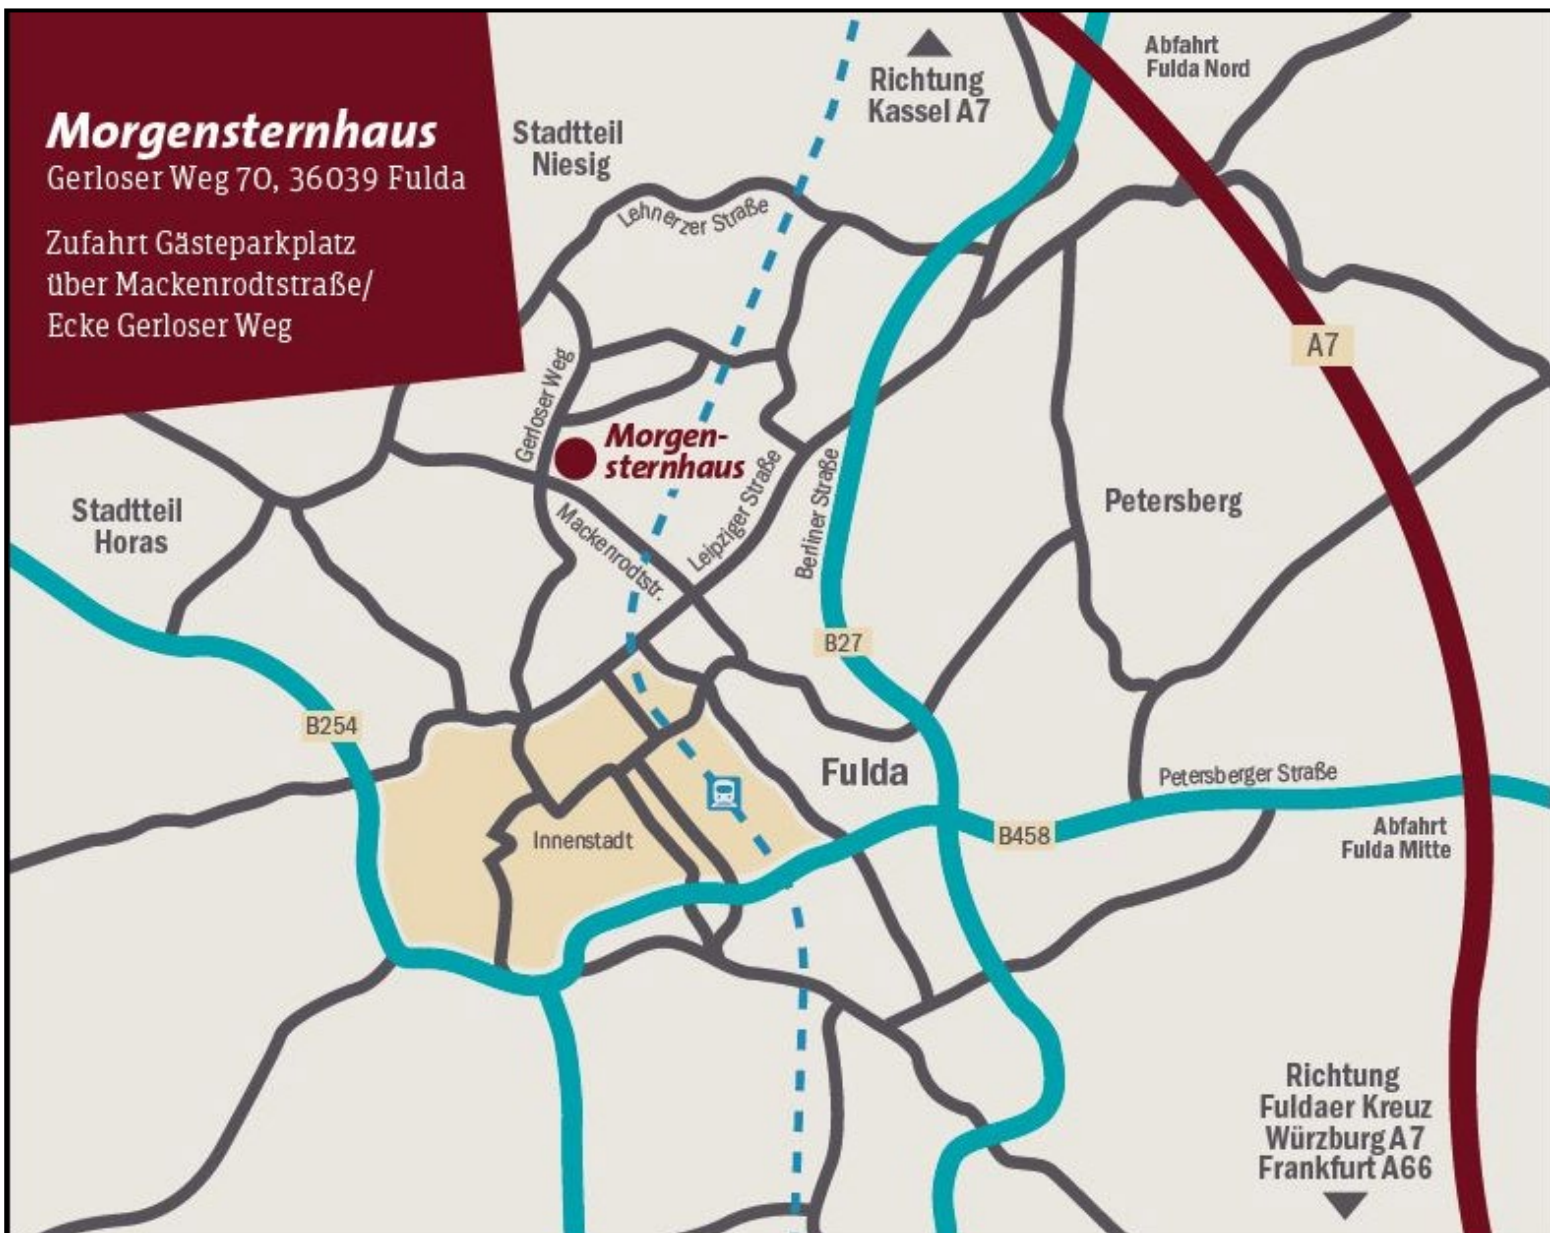 Morgensternhaus
Gerloser Weg 70, 36039 Fulda
Zufahrt Gästeparkplatz
über Mackenrodtstraße/
Ecke Gerloser Weg
Stadtteil
Niesig
Richtung
Kassel A7
Abfahrt
Fulda Nord
Lehnerzer Straße
A7
Gerloser Weg
Morgen-
sternhaus
Leipziger Straße
Berliner Straße
Mackenrodtstr.
Petersberg
Stadtteil
Horas
B27
B254
Fulda
Petersberger Straße
Innenstadt
B458
Abfahrt
Fulda Mitte
Richtung
Fuldaer Kreuz
Würzburg A7
Frankfurt A66